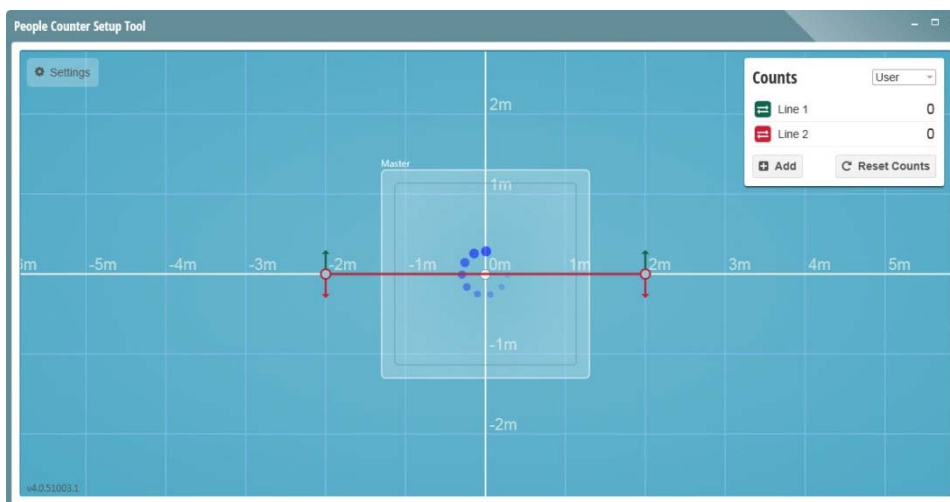 People Counter Setup Tool
Settings
Counts
User
Line 1 0
Line 2 0
Add
Reset Counts
2m
Master
1m
6m -5m -4m -3m -2m -1m 0m 1m 2m 3m 4m 5m
-1m
-2m
v4.0.51003.1